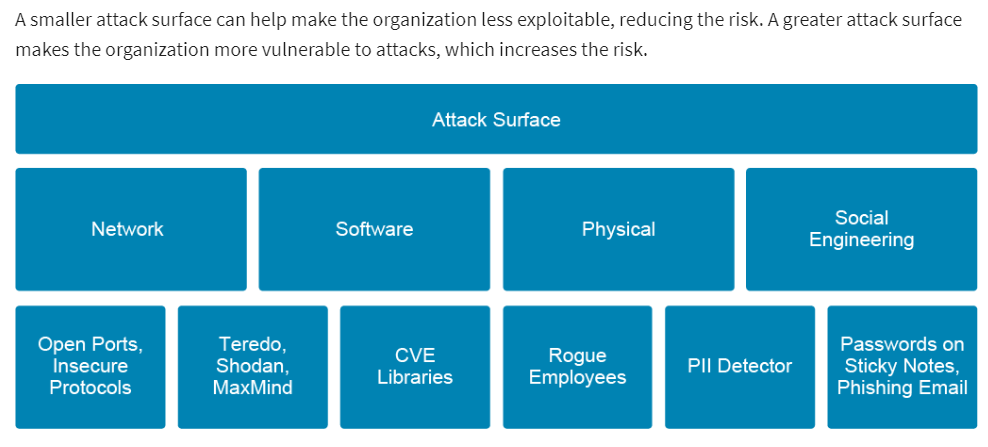 A smaller attack surface can help make the organization less exploitable, reducing the risk. A greater attack surface
makes the organization more vulnerable to attacks, which increases the risk.
Attack Surface
Network
Software
Physical
Social
Engineering
Open Ports,
Insecure
Protocols
Teredo,
Shodan,
MaxMind
CVE
Libraries
Rogue
Employees
PII Detector
Passwords on
Sticky Notes,
Phishing Email